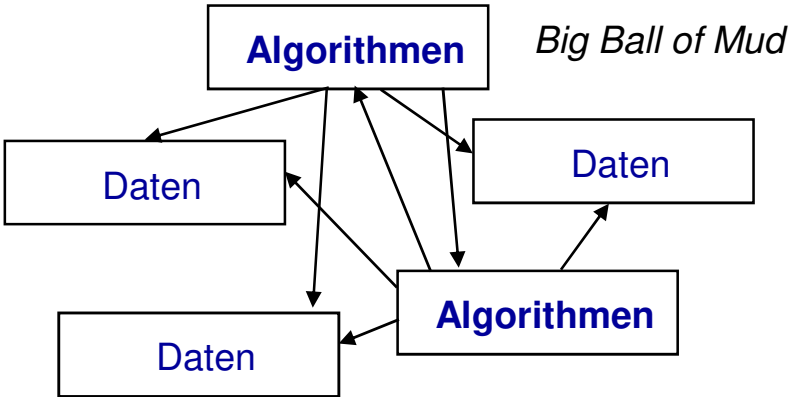 Algorithmen
Big Ball of Mud
Daten
Daten
Algorithmen
Daten